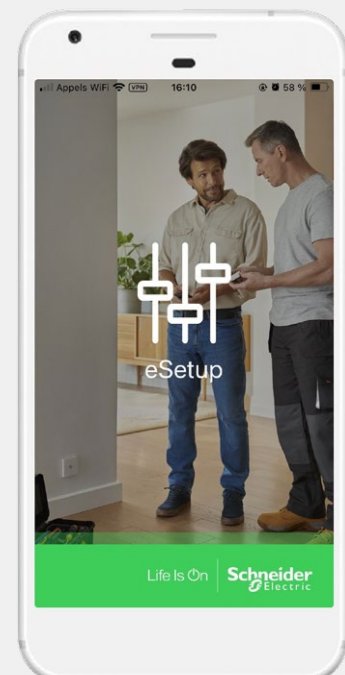 Appels WiFi VPN 16:10 58 %
eSetup
Life Is On Schneider
Electric